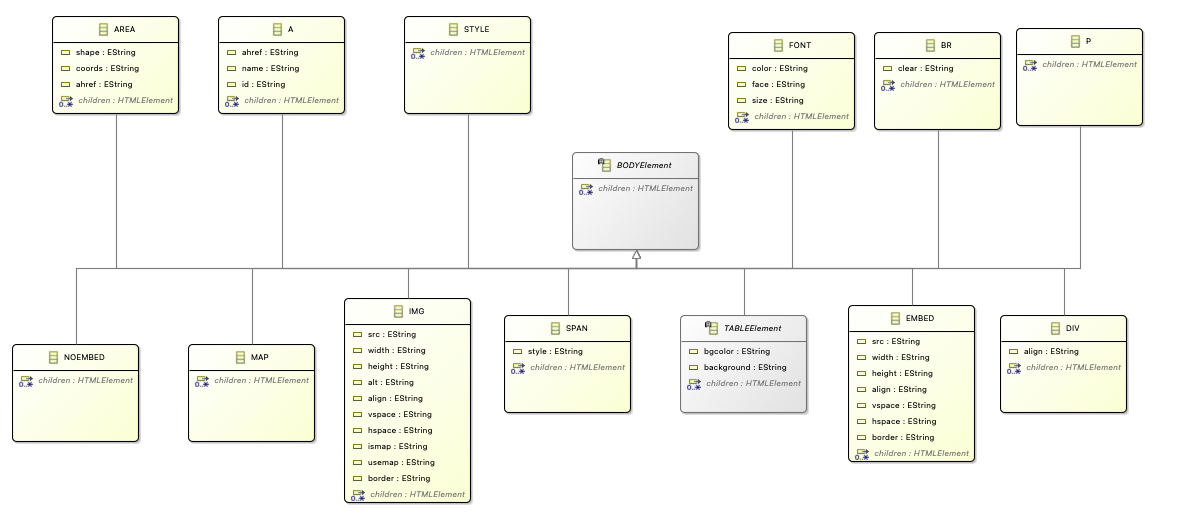 AREA
shape : EString
coords : EString
ahref : EString
0..* children : HTMLElement
A
ahref : EString
name : EString
id : EString
0..* children : HTMLElement
STYLE
0..* children : HTMLElement
FONT
color : EString
face : EString
size : EString
0..* children : HTMLElement
BR
clear : EString
0..* children : HTMLElement
P
0..* children : HTMLElement
BODYElement
0..* children : HTMLElement
NOEMBED
0..* children : HTMLElement
MAP
0..* children : HTMLElement
IMG
src : EString
width : EString
height : EString
alt : EString
align : EString
vspace : EString
hspace : EString
ismap : EString
usemap : EString
border : EString
0..* children : HTMLElement
SPAN
style : EString
0..* children : HTMLElement
TABLEElement
bgcolor : EString
background : EString
0..* children : HTMLElement
EMBED
src : EString
width : EString
height : EString
align : EString
vspace : EString
hspace : EString
border : EString
0..* children : HTMLElement
DIV
align : EString
0..* children : HTMLElement